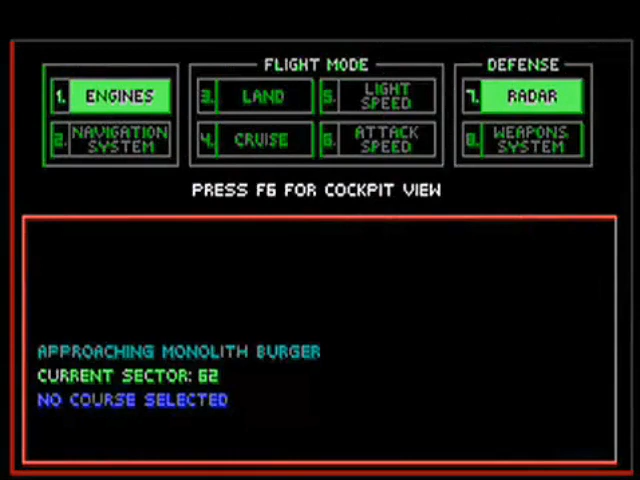 FLIGHT MODE
DEFENSE
1. ENGINES
3. LAND
5. LIGHT
SPEED
7. RADAR
2. NAVIGATION
SYSTEM
4. CRUISE
6. ATTACK
SPEED
8. WEAPONS
SYSTEM
PRESS F6 FOR COCKPIT VIEW
APPROACHING MONOLITH BURGER
CURRENT SECTOR: 62
NO COURSE SELECTED